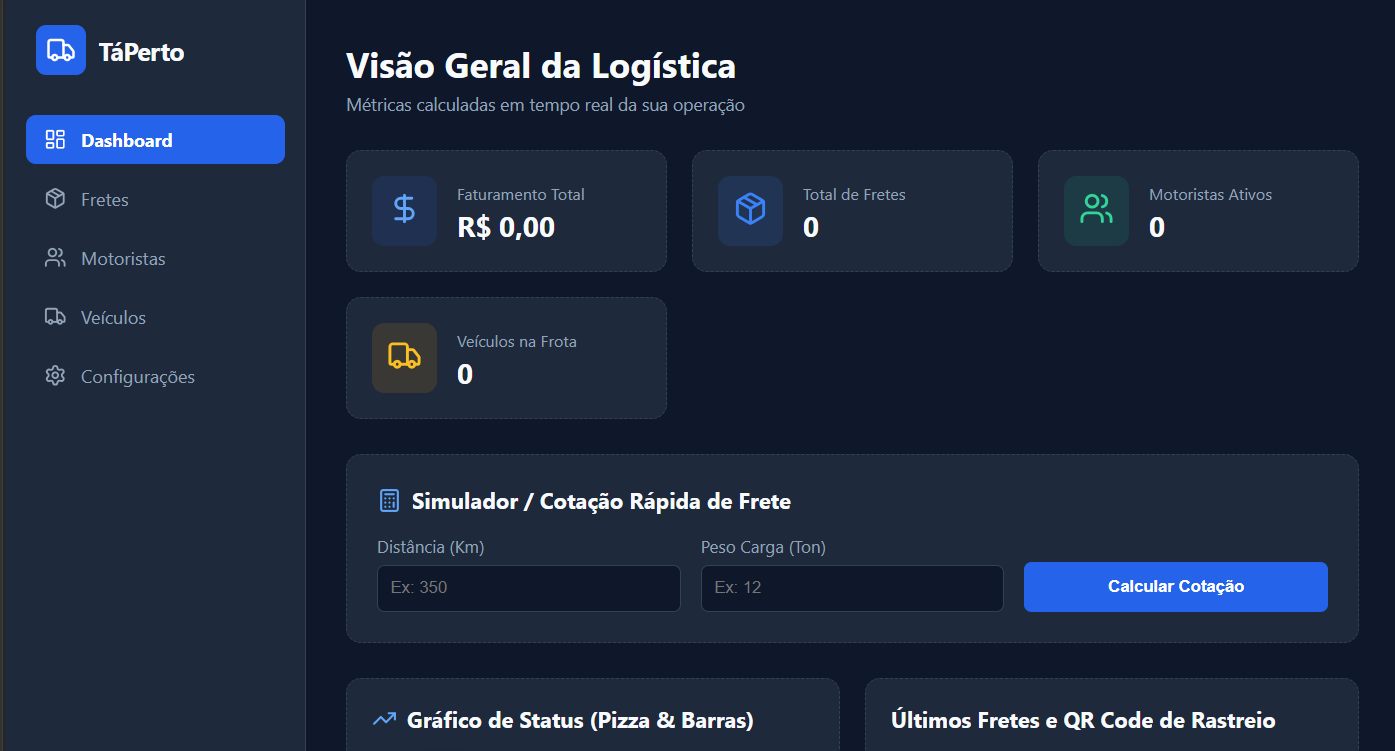 TáPerto
Dashboard
Fretes
Motoristas
Veículos
Configurações
Visão Geral da Logística
Métricas calculadas em tempo real da sua operação
Faturamento Total
R$ 0,00
Total de Fretes
0
Motoristas Ativos
0
Veículos na Frota
0
Simulador / Cotação Rápida de Frete
Distância (Km)
Ex: 350
Peso Carga (Ton)
Ex: 12
Calcular Cotação
Gráfico de Status (Pizza & Barras)
Últimos Fretes e QR Code de Rastreio